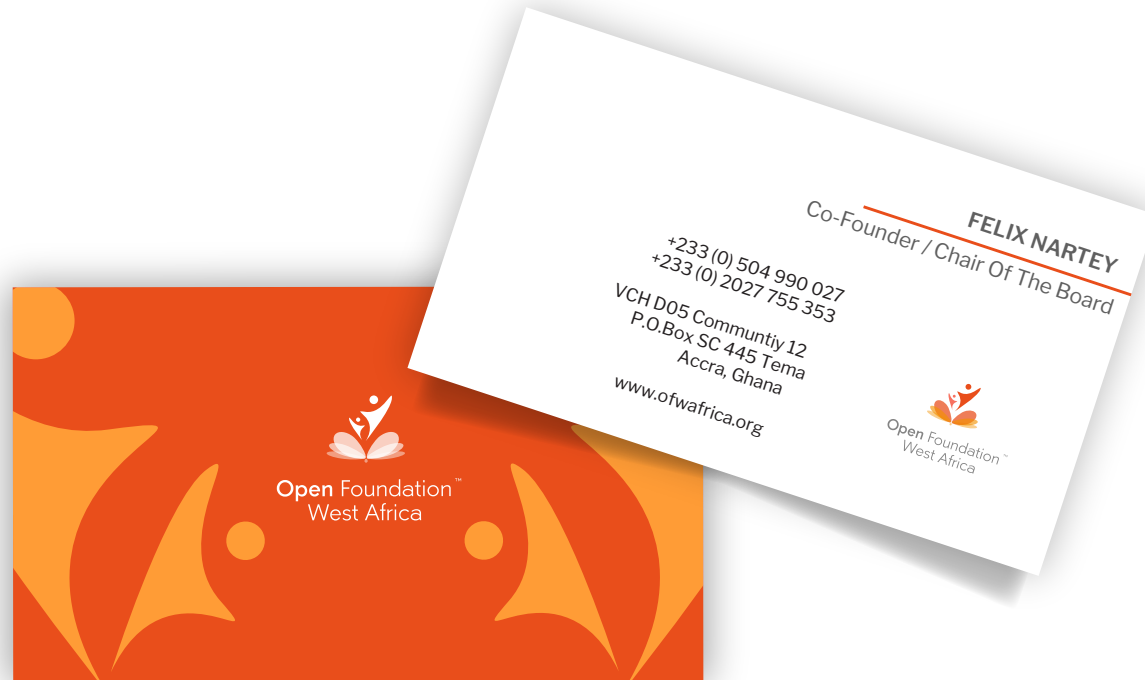 FELIX NARTEY
Co-Founder / Chair Of The Board
+233 (0) 504 990 027
+233 (0) 2027 755 353
VCH D05 Communtiy 12
P.O.Box SC 445 Tema
Accra, Ghana
www.ofwafrica.org
Open Foundation™
West Africa
Open Foundation™
West Africa